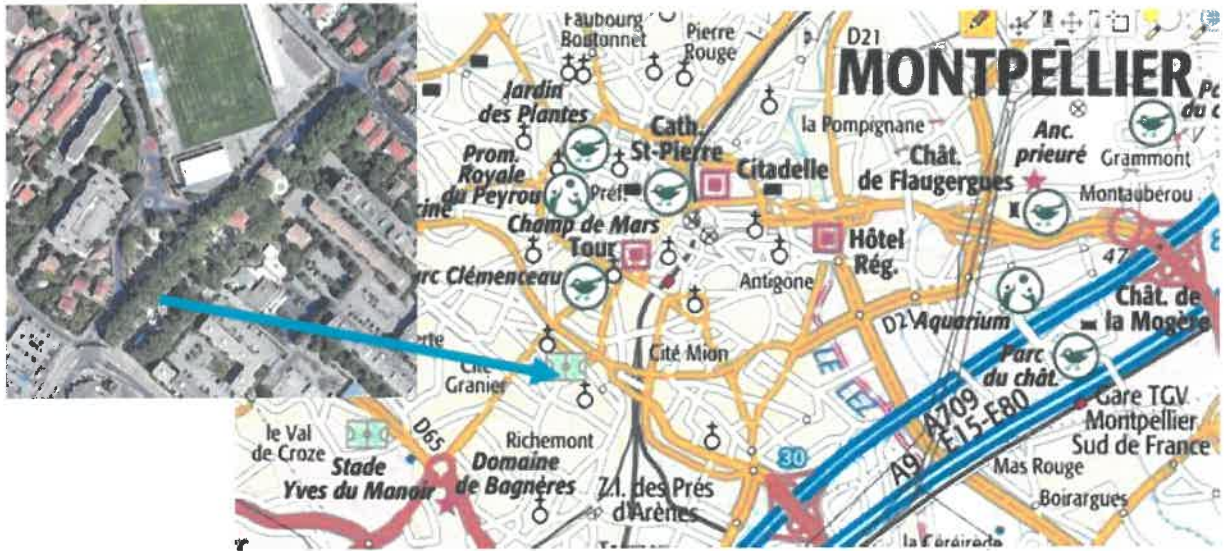 Faubourg
Boutonnet
Pierre
Rouge
D21
MONTPELLIER
Jardin
des Plantes
la Pompignane
Anc.
prieuré
Grammont
Cath.
St-Pierre
Citadelle
Chât.
de Flaugergues
Montaubérou
Prom.
Royale
du Peyrou
Préf.
Champ de Mars
Tour
Hôtel
Rég.
Antigone
47
Clémenceau
D21
Aquarium
Chât. de
la Mogère
Cité Mion
Cité
Granier
LE
LEZ
Parc
du chât.
A709
Gare TGV
Montpellier
Sud de France
A9
E15-E80
le Val
de Croze
D65
Richemont
30
Stade
Yves du Manoir
Domaine
de Bagnères
Z.I. des Prés
d'Arènes
Mas Rouge
Boirargues
la Céreirede